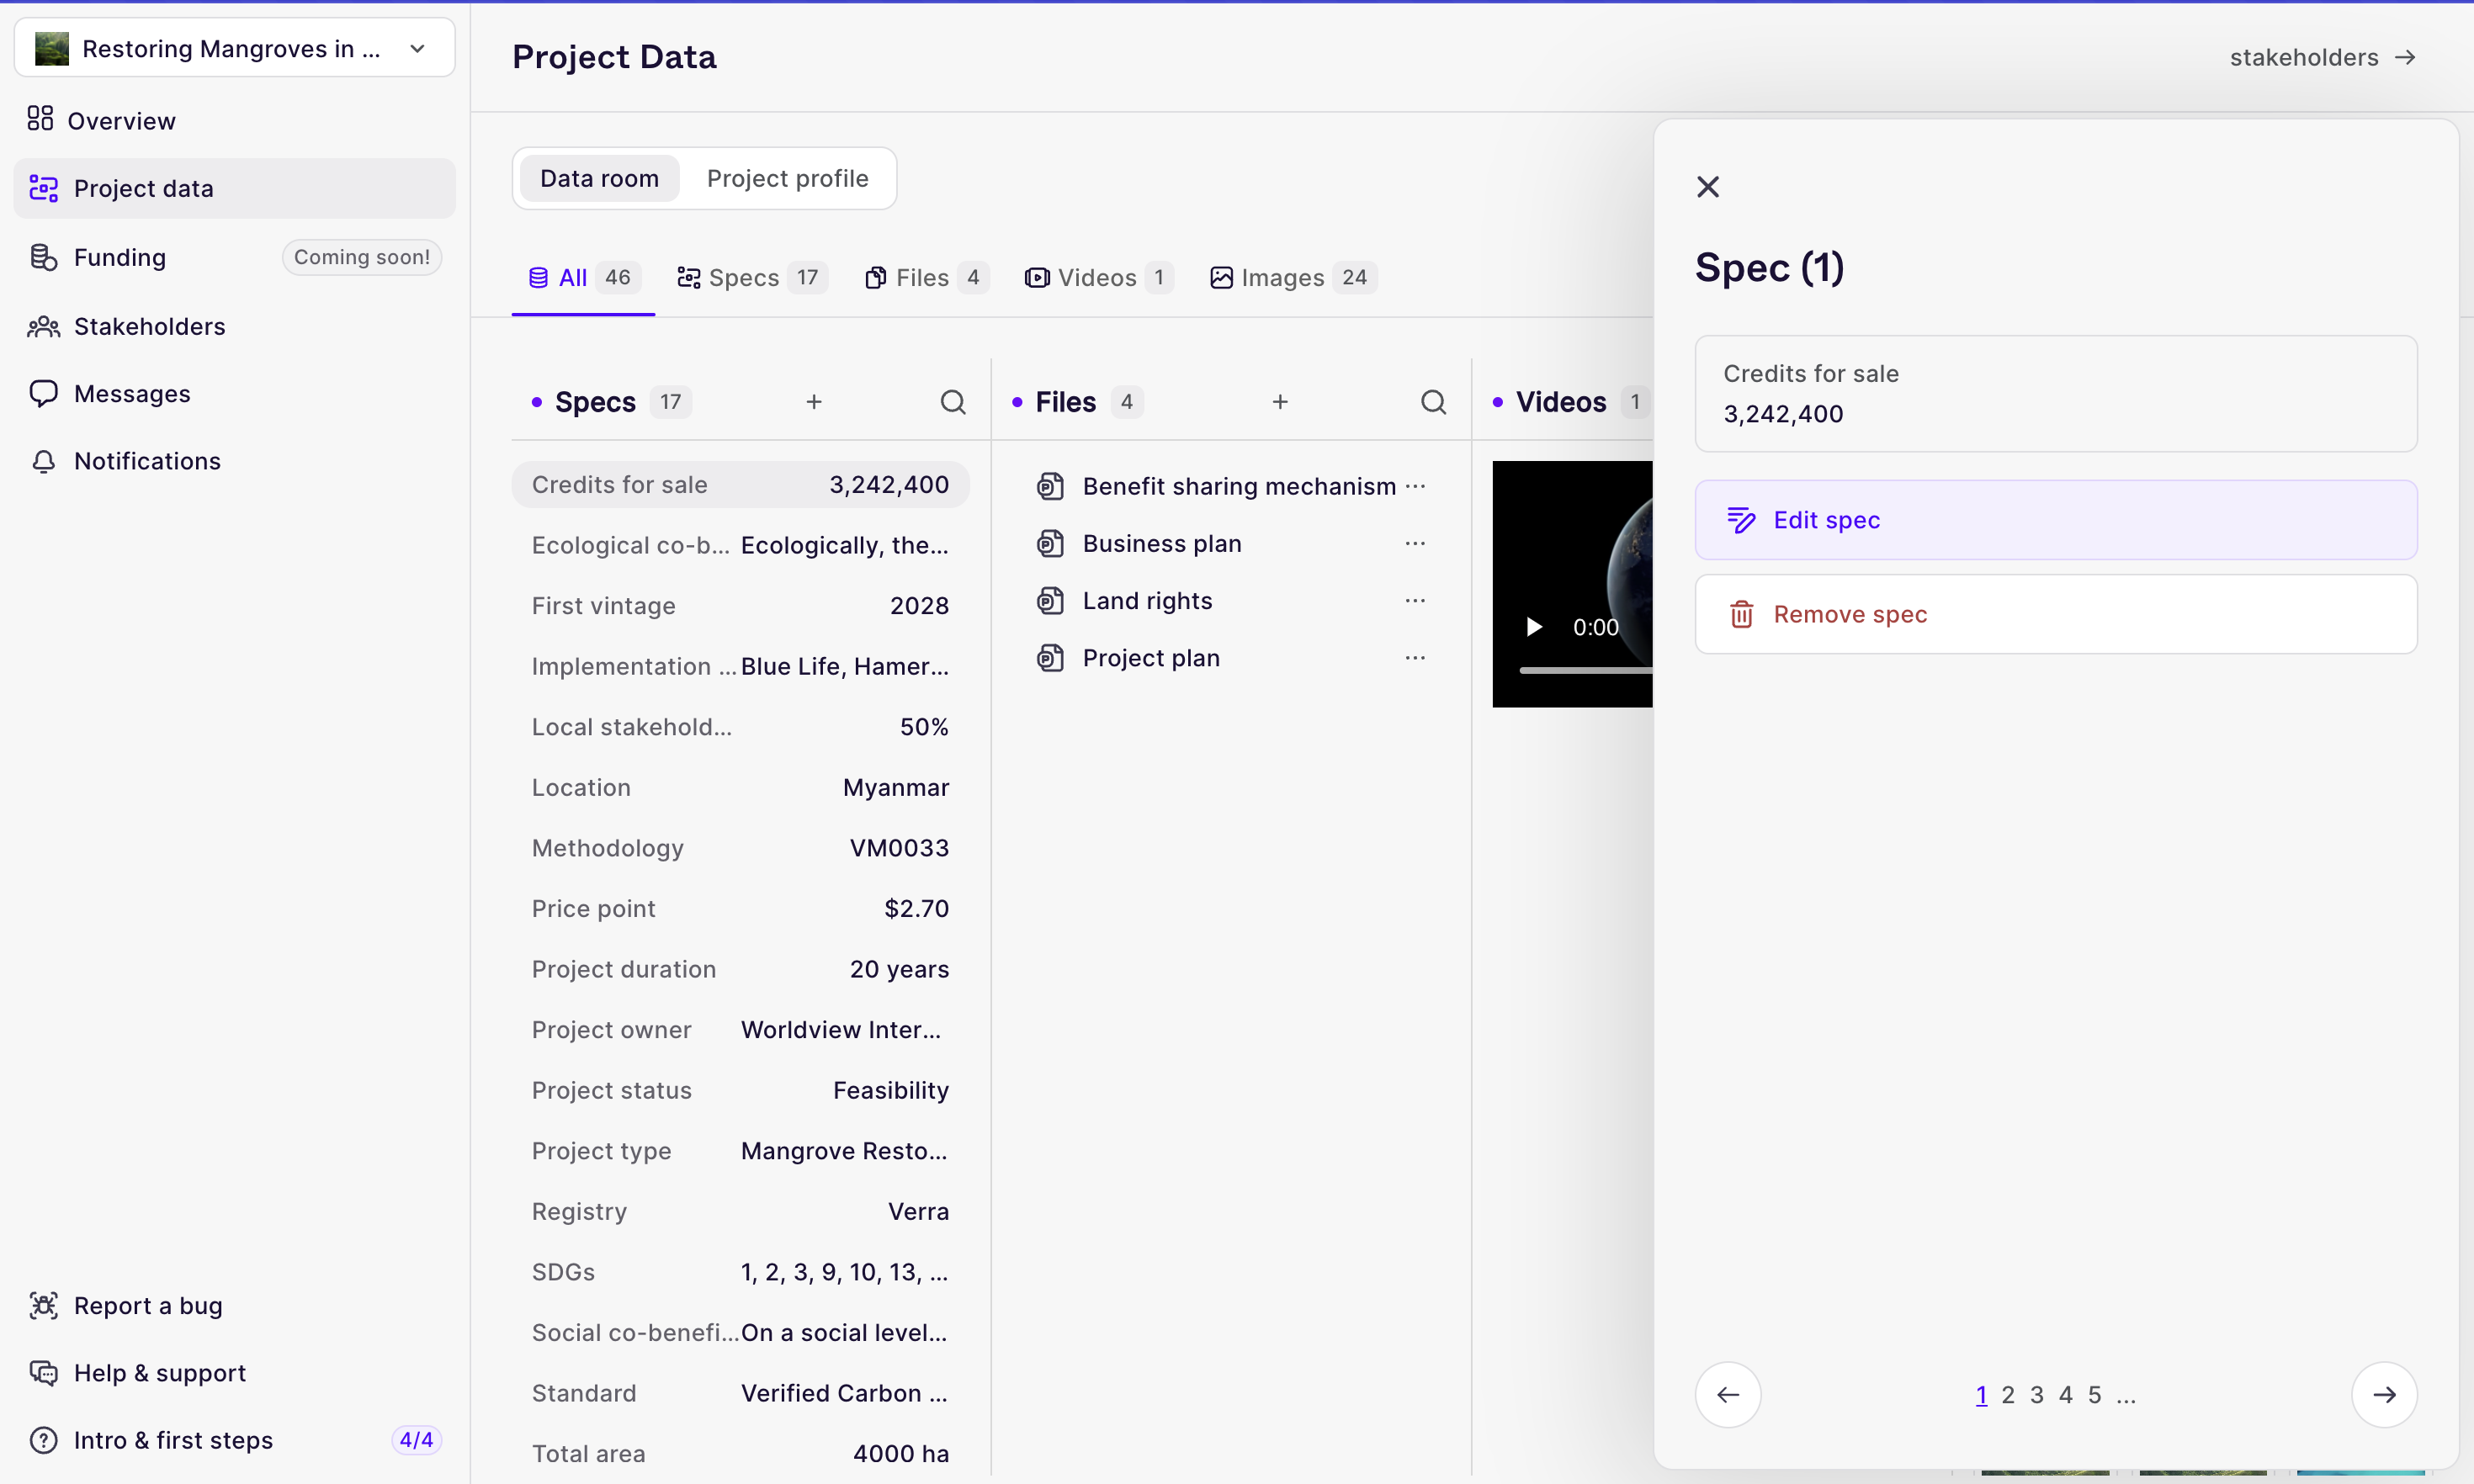 Restoring Mangroves in ...
Overview
Project data
Funding
Coming soon!
Stakeholders
Messages
Notifications
Report a bug
Help & support
Intro & first steps
4/4
Project Data
stakeholders
Data room
Project profile
All 46
Specs 17
Files 4
Videos 1
Images 24
Specs 17
Credits for sale 3,242,400
Ecological co-b... Ecologically, the...
First vintage 2028
Implementation ... Blue Life, Hamer...
Local stakehold... 50%
Location Myanmar
Methodology VM0033
Price point $2.70
Project duration 20 years
Project owner Worldview Inter...
Project status Feasibility
Project type Mangrove Resto...
Registry Verra
SDGs 1, 2, 3, 9, 10, 13, ...
Social co-benefi... On a social level...
Standard Verified Carbon ...
Total area 4000 ha
Files 4
Benefit sharing mechanism
Business plan
Land rights
Project plan
Videos 1
0:00
Spec (1)
Credits for sale
3,242,400
Edit spec
Remove spec
1 2 3 4 5 ...